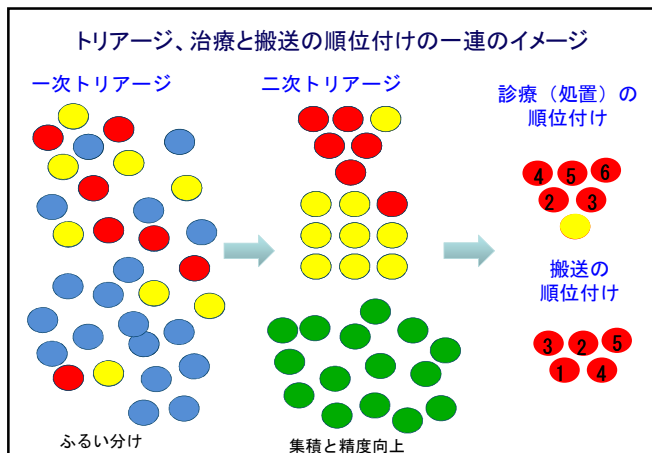 トリアージ、治療と搬送の順位付けの一連のイメージ
一次トリアージ
ふるい分け
二次トリアージ
集積と精度向上
診療（処置）の
順位付け
4 5 6
2 3
搬送の
順位付け
3 2 5
1 4